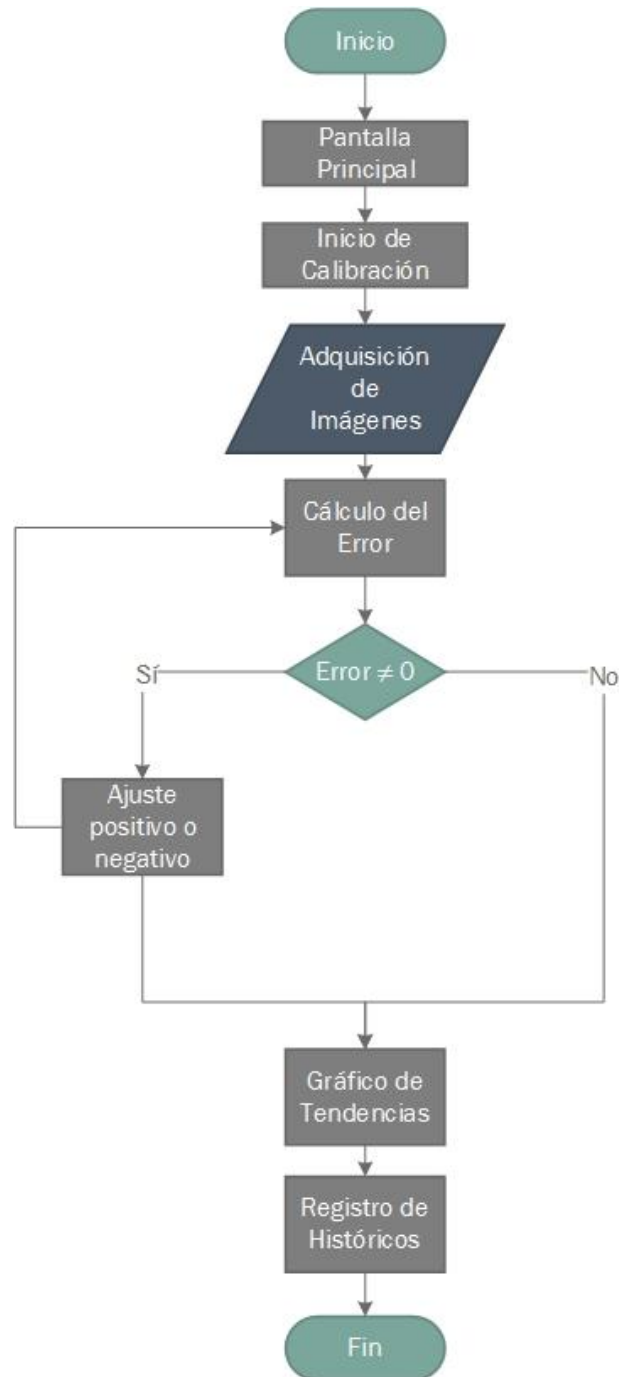 Inicio
Pantalla
Principal
Inicio de
Calibración
Adquisición
de
Imágenes
Cálculo del
Error
Error ≠ 0
Sí
No
Ajuste
positivo o
negativo
Gráfico de
Tendencias
Registro de
Históricos
Fin